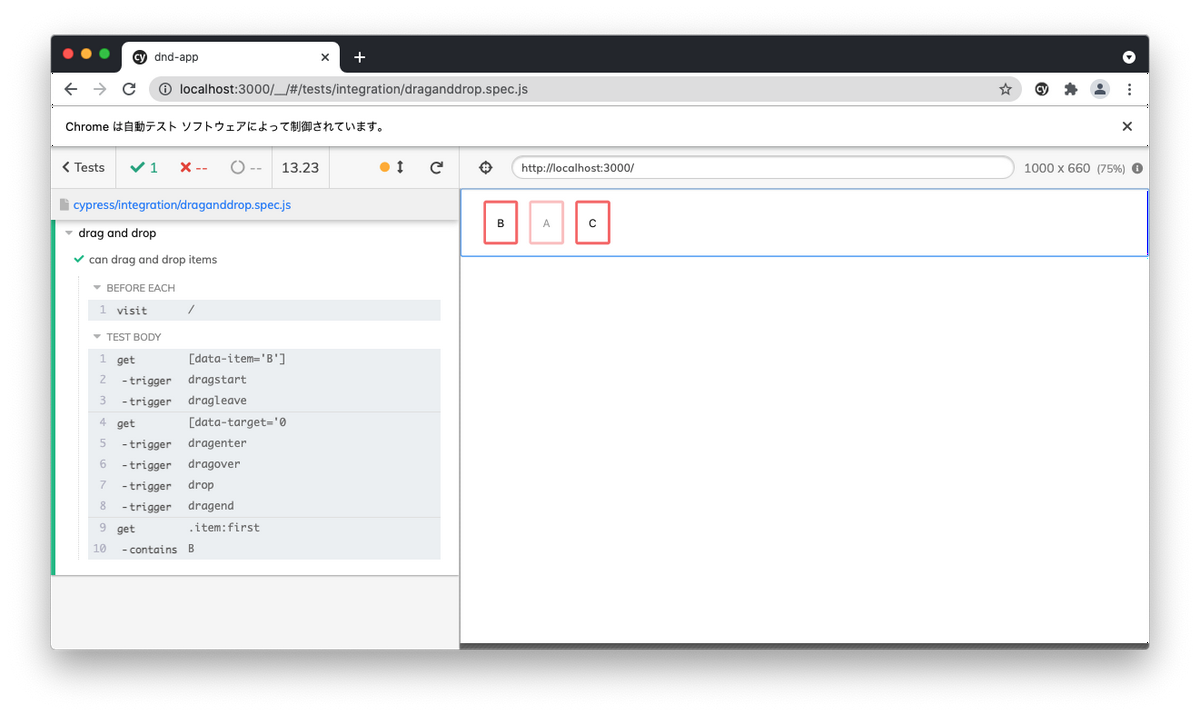 cy dnd-app
localhost:3000/__/#/tests/integration/draganddrop.spec.js
Chrome は自動テスト ソフトウェアによって制御されています。
Tests 1 -- -- 13.23
http://localhost:3000/ 1000 x 660 (75%)
cypress/integration/draganddrop.spec.js
drag and drop
can drag and drop items
BEFORE EACH
1 visit /
TEST BODY
1 get [data-item='B']
2 -trigger dragstart
3 -trigger dragleave
4 get [data-target='0
5 -trigger dragenter
6 -trigger dragover
7 -trigger drop
8 -trigger dragend
9 get .item:first
10 -contains B
B A C